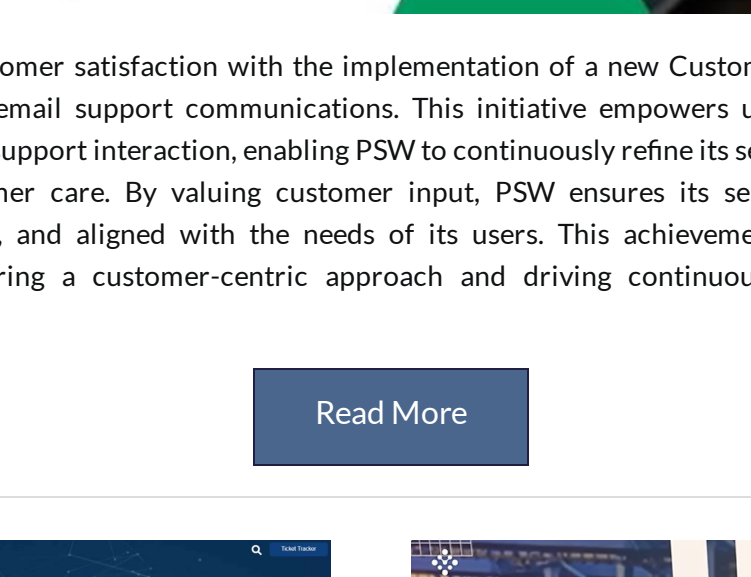 omer satisfaction with the implementation of a new Custom
email support communications. This initiative empowers u
support interaction, enabling PSW to continuously refine its se
ner care. By valuing customer input, PSW ensures its se
, and aligned with the needs of its users. This achieveme
ring a customer-centric approach and driving continuou
Read More
Ticket Tracker